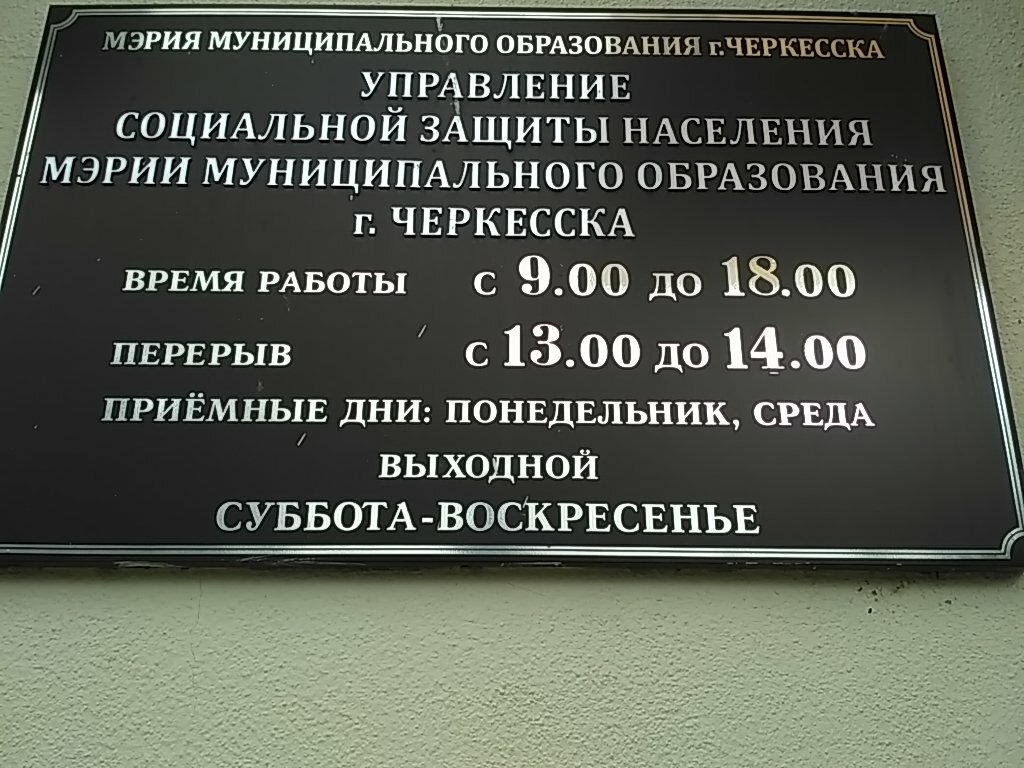 МЭРИЯ МУНИЦИПАЛЬНОГО ОБРАЗОВАНИЯ г.ЧЕРКЕССКА
УПРАВЛЕНИЕ
СОЦИАЛЬНОЙ ЗАЩИТЫ НАСЕЛЕНИЯ
МЭРИИ МУНИЦИПАЛЬНОГО ОБРАЗОВАНИЯ
г. ЧЕРКЕССКА
ВРЕМЯ РАБОТЫ С 9.00 ДО 18.00
ПЕРЕРЫВ С 13.00 ДО 14.00
ПРИЁМНЫЕ ДНИ: ПОНЕДЕЛЬНИК, СРЕДА
ВЫХОДНОЙ
СУББОТА-ВОСКРЕСЕНЬЕ